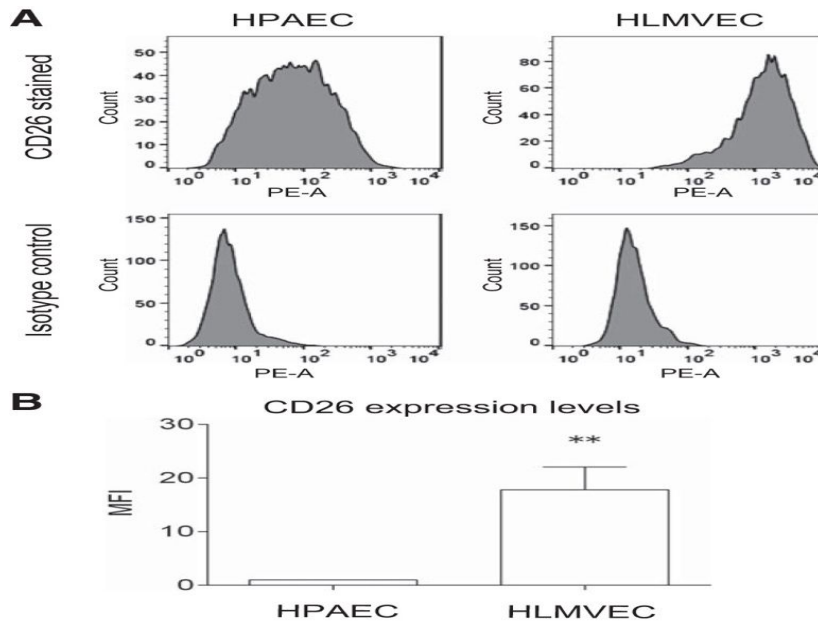 A
HPAEC
HLMVEC
CD26 stained
Count
50
40
30
20
10
0
10⁰ 10¹ 10² 10³ 10⁴
PE-A
Count
80
60
40
20
0
10⁰ 10¹ 10² 10³ 10⁴
PE-A
Isotype control
Count
150
100
50
0
10⁰ 10¹ 10² 10³ 10⁴
PE-A
Count
150
100
50
0
10⁰ 10¹ 10² 10³ 10⁴
PE-A
B
CD26 expression levels
MFI
30
20
10
0
**
HPAEC
HLMVEC